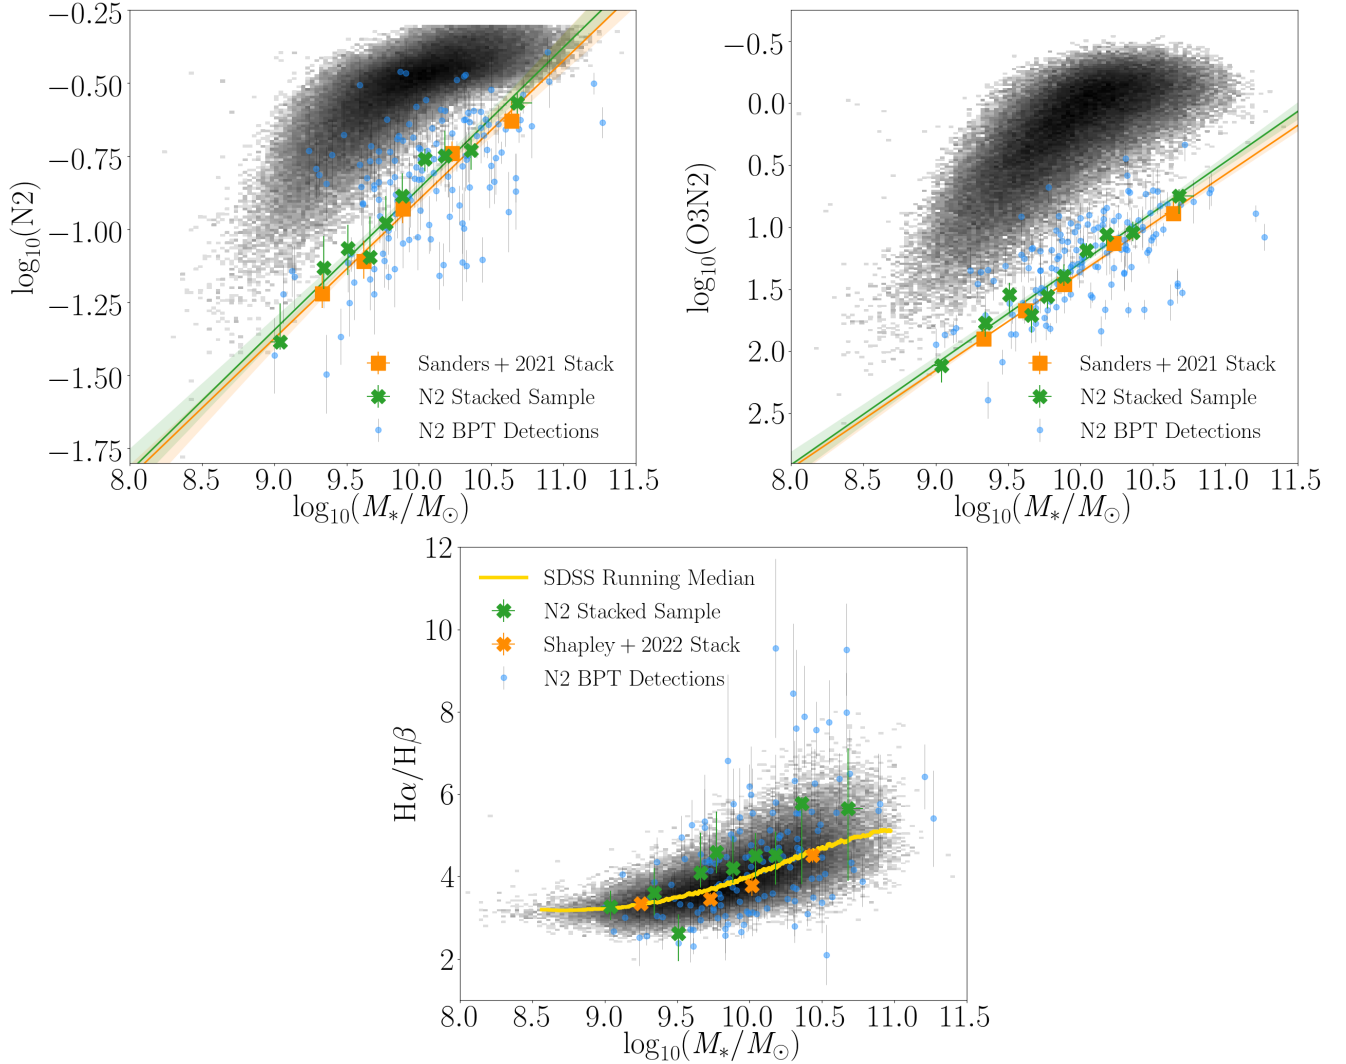 −0.25
−0.50
−0.75
−1.00
−1.25
−1.50
−1.75
log₁₀(N2)
8.0 8.5 9.0 9.5 10.0 10.5 11.0 11.5
log₁₀(M∗/M⊙)
Sanders + 2021 Stack
N2 Stacked Sample
N2 BPT Detections
−0.5
0.0
0.5
1.0
1.5
2.0
2.5
log₁₀(O3N2)
8.0 8.5 9.0 9.5 10.0 10.5 11.0 11.5
log₁₀(M∗/M⊙)
Sanders + 2021 Stack
N2 Stacked Sample
N2 BPT Detections
12
10
8
6
4
2
Hα/Hβ
8.0 8.5 9.0 9.5 10.0 10.5 11.0 11.5
log₁₀(M∗/M⊙)
SDSS Running Median
N2 Stacked Sample
Shapley + 2022 Stack
N2 BPT Detections